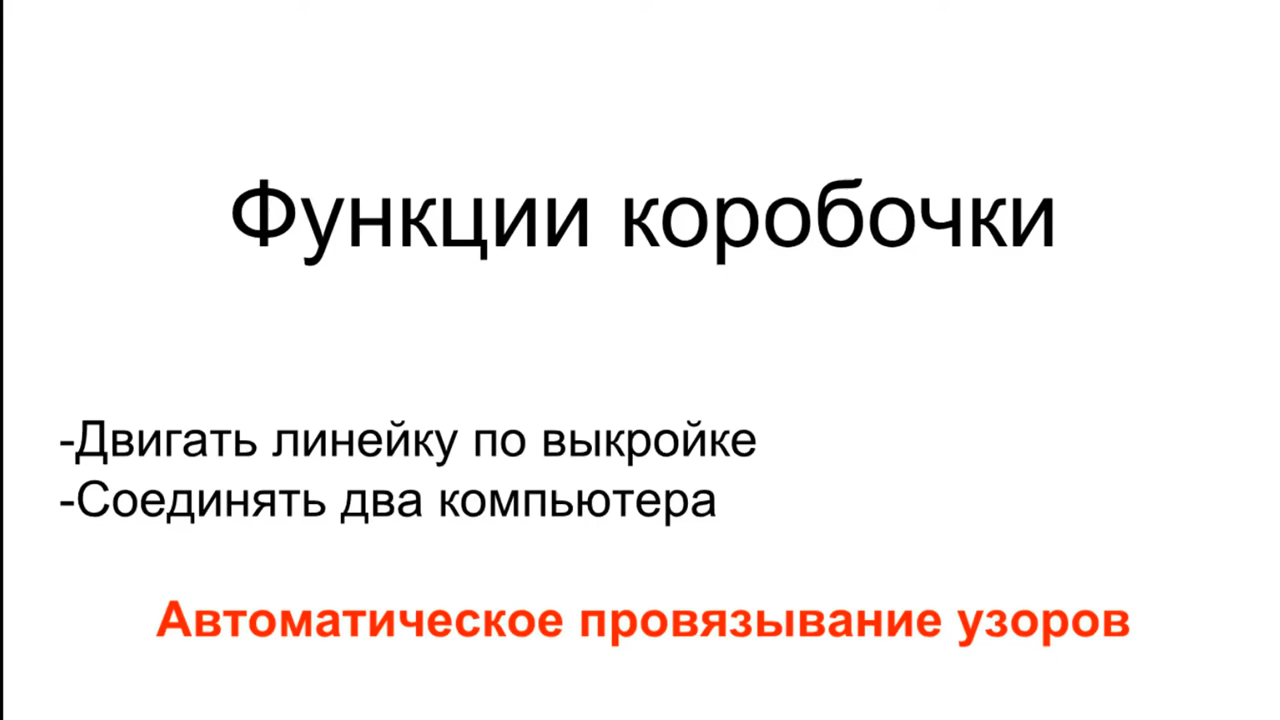 Функции коробочки
-Двигать линейку по выкройке
-Соединять два компьютера
Автоматическое провязывание узоров